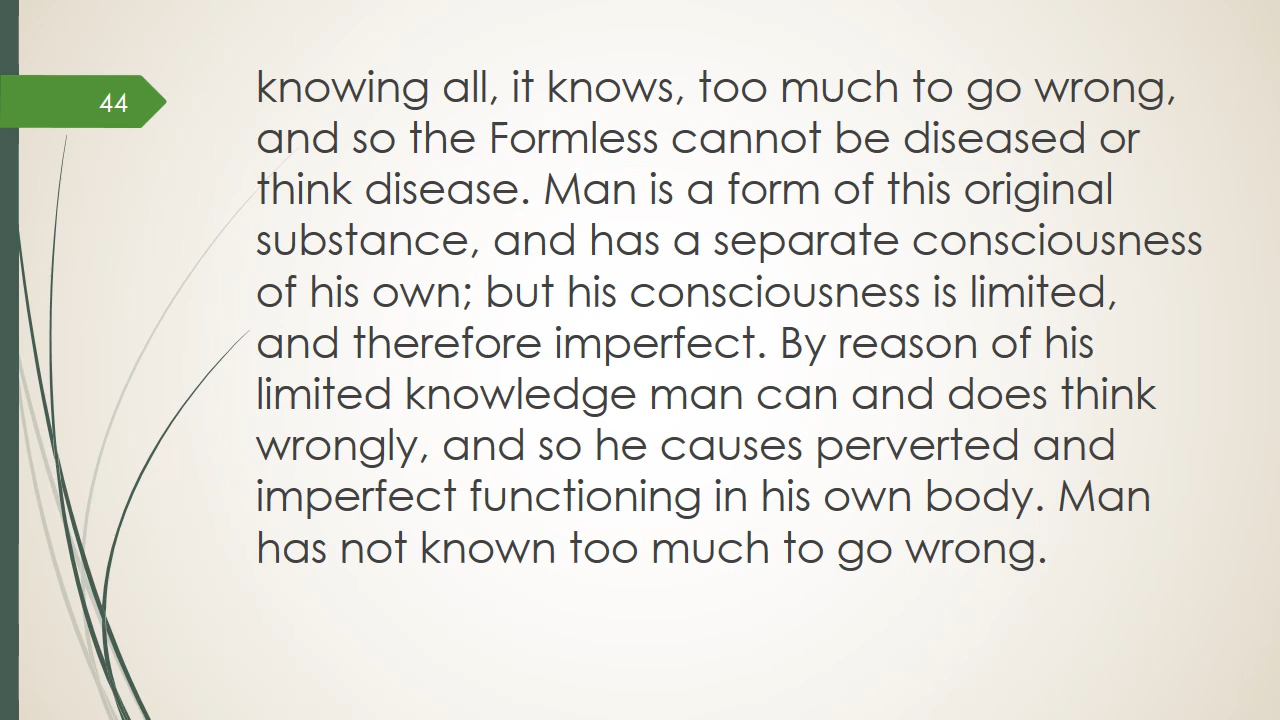 44
knowing all, it knows, too much to go wrong,
and so the Formless cannot be diseased or
think disease. Man is a form of this original
substance, and has a separate consciousness
of his own; but his consciousness is limited,
and therefore imperfect. By reason of his
limited knowledge man can and does think
wrongly, and so he causes perverted and
imperfect functioning in his own body. Man
has not known too much to go wrong.